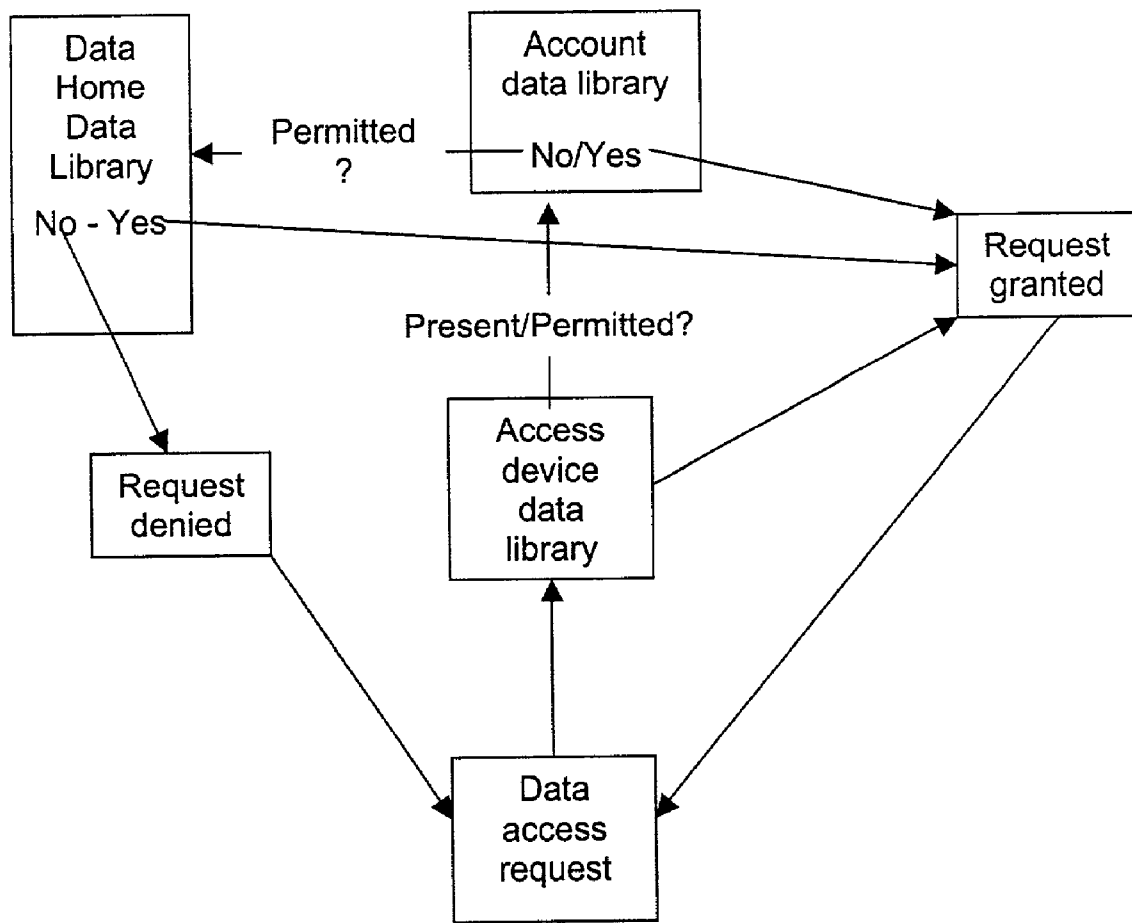 Data
Home
Data
Library
No - Yes
Account
data library
No/Yes
Permitted
?
Request
granted
Present/Permitted?
Access
device
data
library
Request
denied
Data
access
request